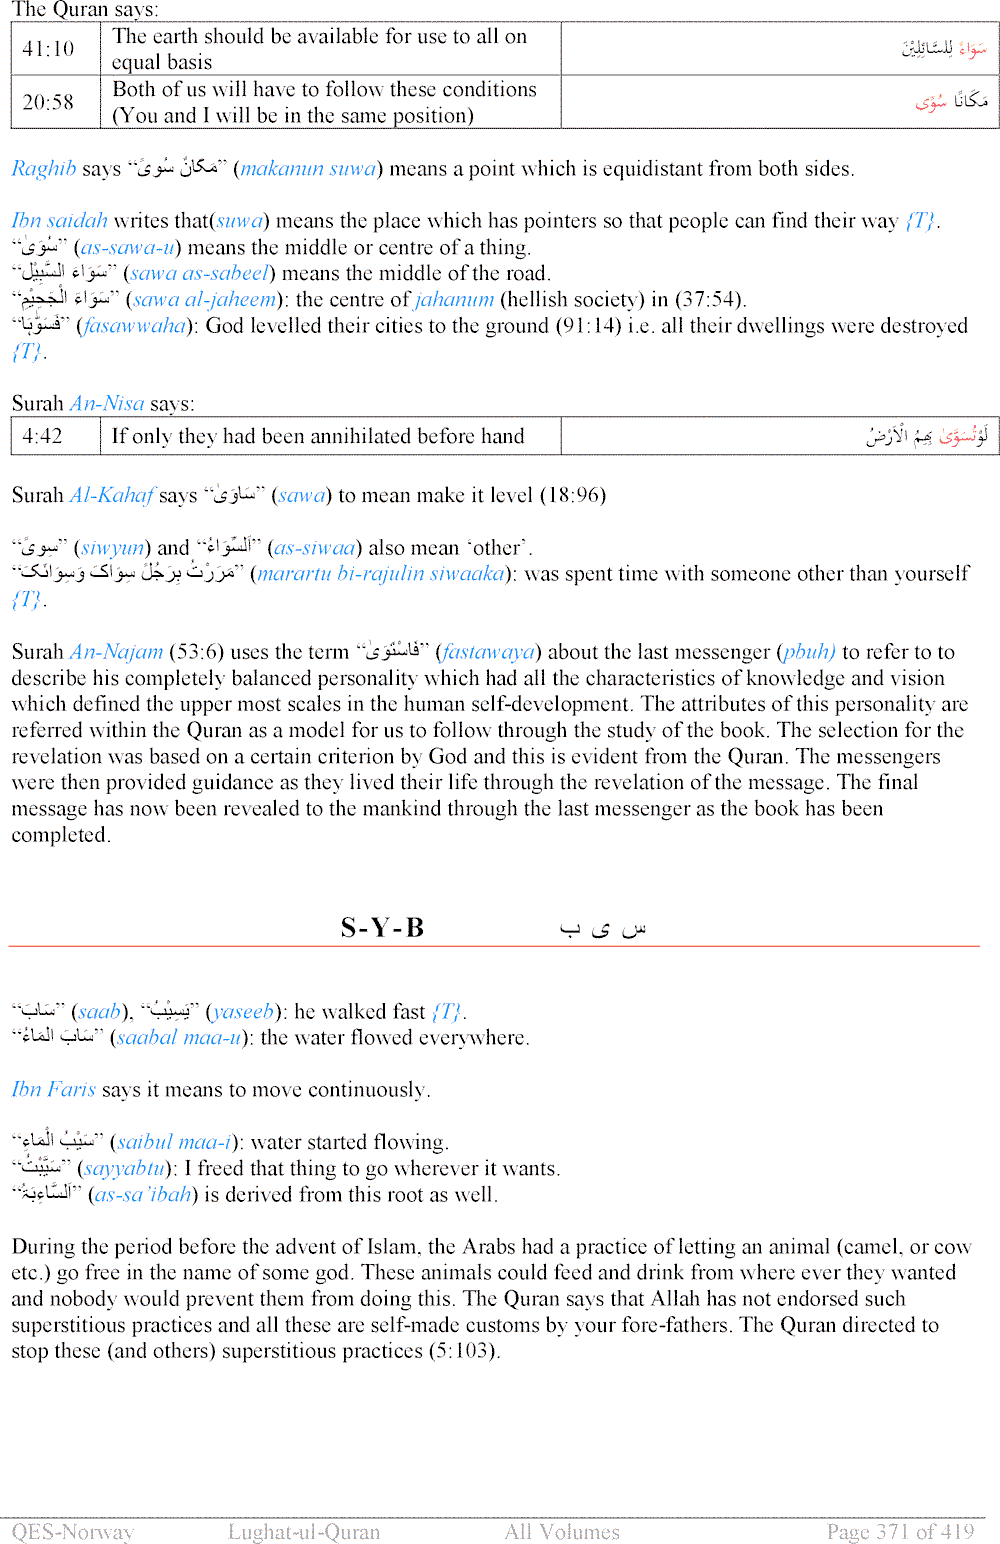 The Quran says:
41:10 The earth should be available for use to all on سَوَاءً لِلسَّائِلِيْنَ
equal basis
20:58 Both of us will have to follow these conditions مَكَانًا سُوًى
(You and I will be in the same position)
Raghib says “مَکَانٌ سُویً” (makanun suwa) means a point which is equidistant from both sides.
Ibn saidah writes that(suwa) means the place which has pointers so that people can find their way {T}.
“سُوَیٰ” (as-sawa-u) means the middle or centre of a thing.
“سَوَاءَ السَّبِیْلِ” (sawa as-sabeel) means the middle of the road.
“سَوَاءَ الْجَحِیْمِ” (sawa al-jaheem): the centre of jahanum (hellish society) in (37:54).
“فَسَوّٰہَا” (fasawwaha): God levelled their cities to the ground (91:14) i.e. all their dwellings were destroyed
{T}.
Surah An-Nisa says:
4:42 If only they had been annihilated before hand لَوْتُسَوَّىٰ بِهِمُ الْاَرْضُ
Surah Al-Kahaf says “سَاوَیٰ” (sawa) to mean make it level (18:96)
“سِویً” (siwyun) and “اَلسِّوَاءُ” (as-siwaa) also mean ‘other’.
“مَرَرْتُ بِرَجُلٍ سِوَاکَ وَسِوَائکَ” (marartu bi-rajulin siwaaka): was spent time with someone other than yourself
{T}.
Surah An-Najam (53:6) uses the term “فَاسْتَوَیٰ” (fastawaya) about the last messenger (pbuh) to refer to to
describe his completely balanced personality which had all the characteristics of knowledge and vision
which defined the upper most scales in the human self-development. The attributes of this personality are
referred within the Quran as a model for us to follow through the study of the book. The selection for the
revelation was based on a certain criterion by God and this is evident from the Quran. The messengers
were then provided guidance as they lived their life through the revelation of the message. The final
message has now been revealed to the mankind through the last messenger as the book has been
completed.
S-Y-B س ی ب
“سَابَ” (saab), “یَسِیْبُ” (yaseeb): he walked fast {T}.
“سَابَ الْمَاءُ” (saabal maa-u): the water flowed everywhere.
Ibn Faris says it means to move continuously.
“سَیْبُ الْمَاءِ” (saibul maa-i): water started flowing.
“سَیَّبْتُ” (sayyabtu): I freed that thing to go wherever it wants.
“اَلسَّاءِبَۃُ” (as-sa’ibah) is derived from this root as well.
During the period before the advent of Islam, the Arabs had a practice of letting an animal (camel, or cow
etc.) go free in the name of some god. These animals could feed and drink from where ever they wanted
and nobody would prevent them from doing this. The Quran says that Allah has not endorsed such
superstitious practices and all these are self-made customs by your fore-fathers. The Quran directed to
stop these (and others) superstitious practices (5:103).
QES-Norway Lughat-ul-Quran All Volumes Page 371 of 419